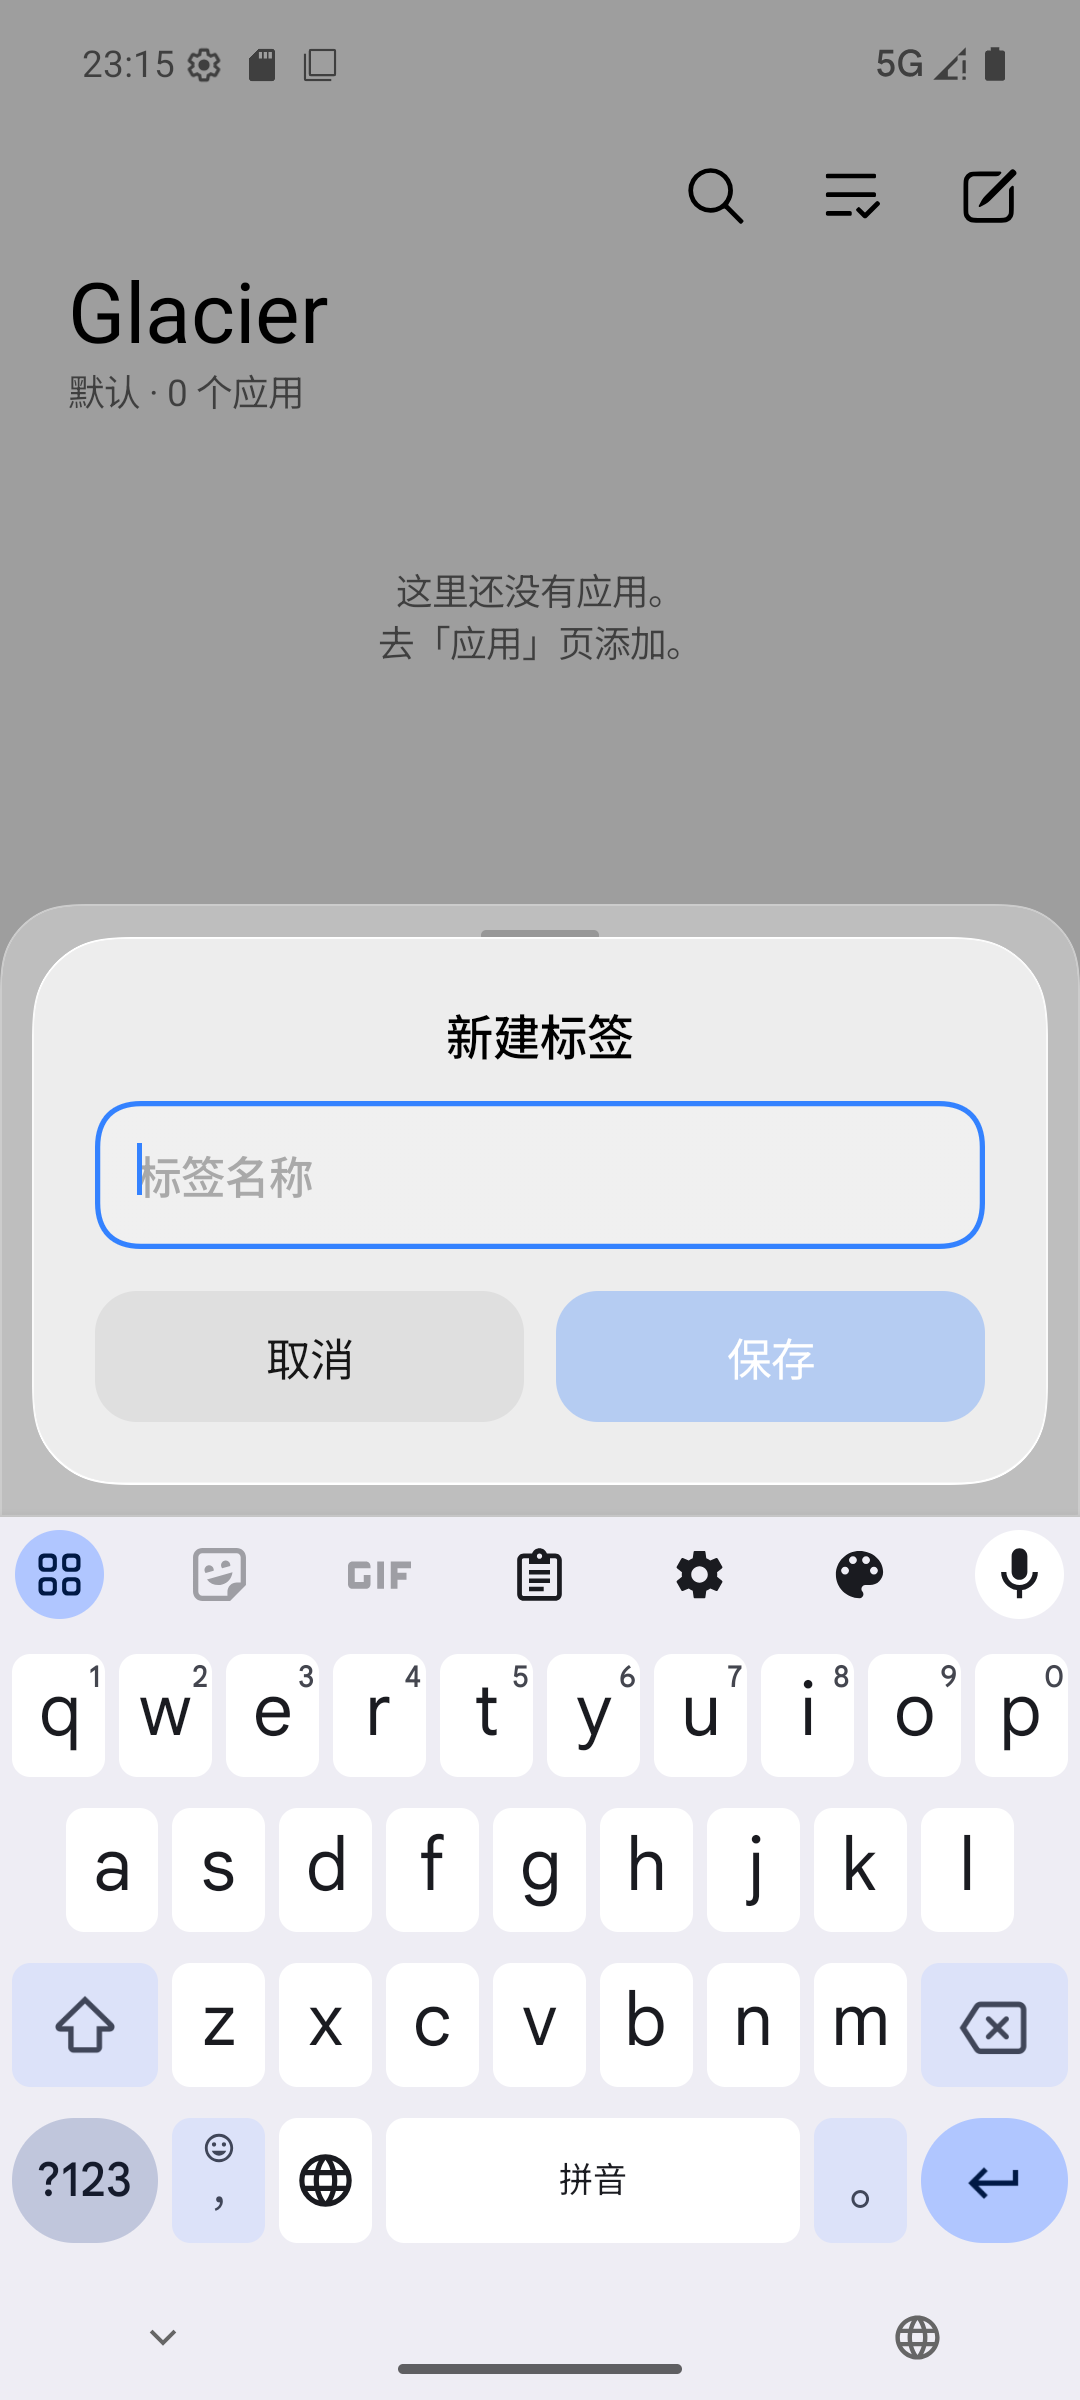 23:15
5G
Glacier
默认 · 0 个应用
这里还没有应用。
去「应用」页添加。
新建标签
标签名称
取消
保存
GIF
q1 w2 e3 r4 t5 y6 u7 i8 o9 p0
a s d f g h j k l
z x c v b n m
?123 , 拼音 。